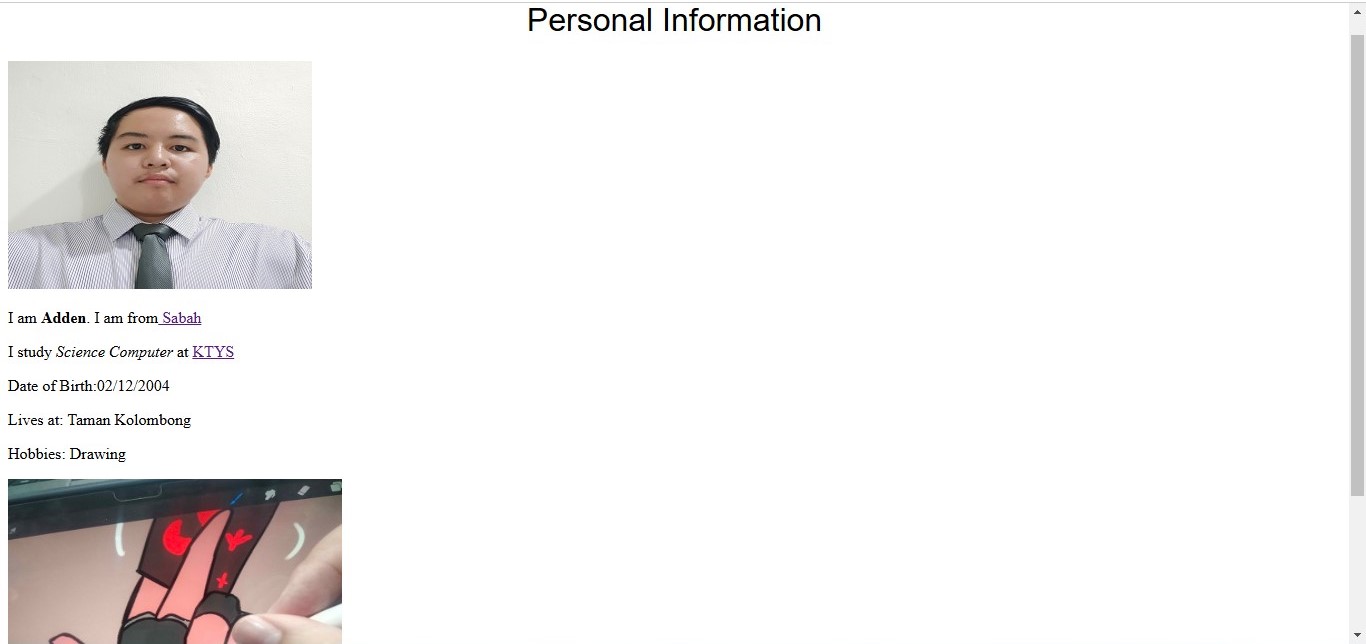 Personal Information
I am Adden. I am from Sabah
I study Science Computer at KTYS
Date of Birth:02/12/2004
Lives at: Taman Kolombong
Hobbies: Drawing